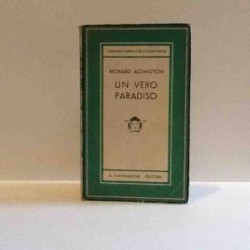 RICHARD ALDINGTON
UN VERO
PARADISO
A. MONDADORI · EDITORE